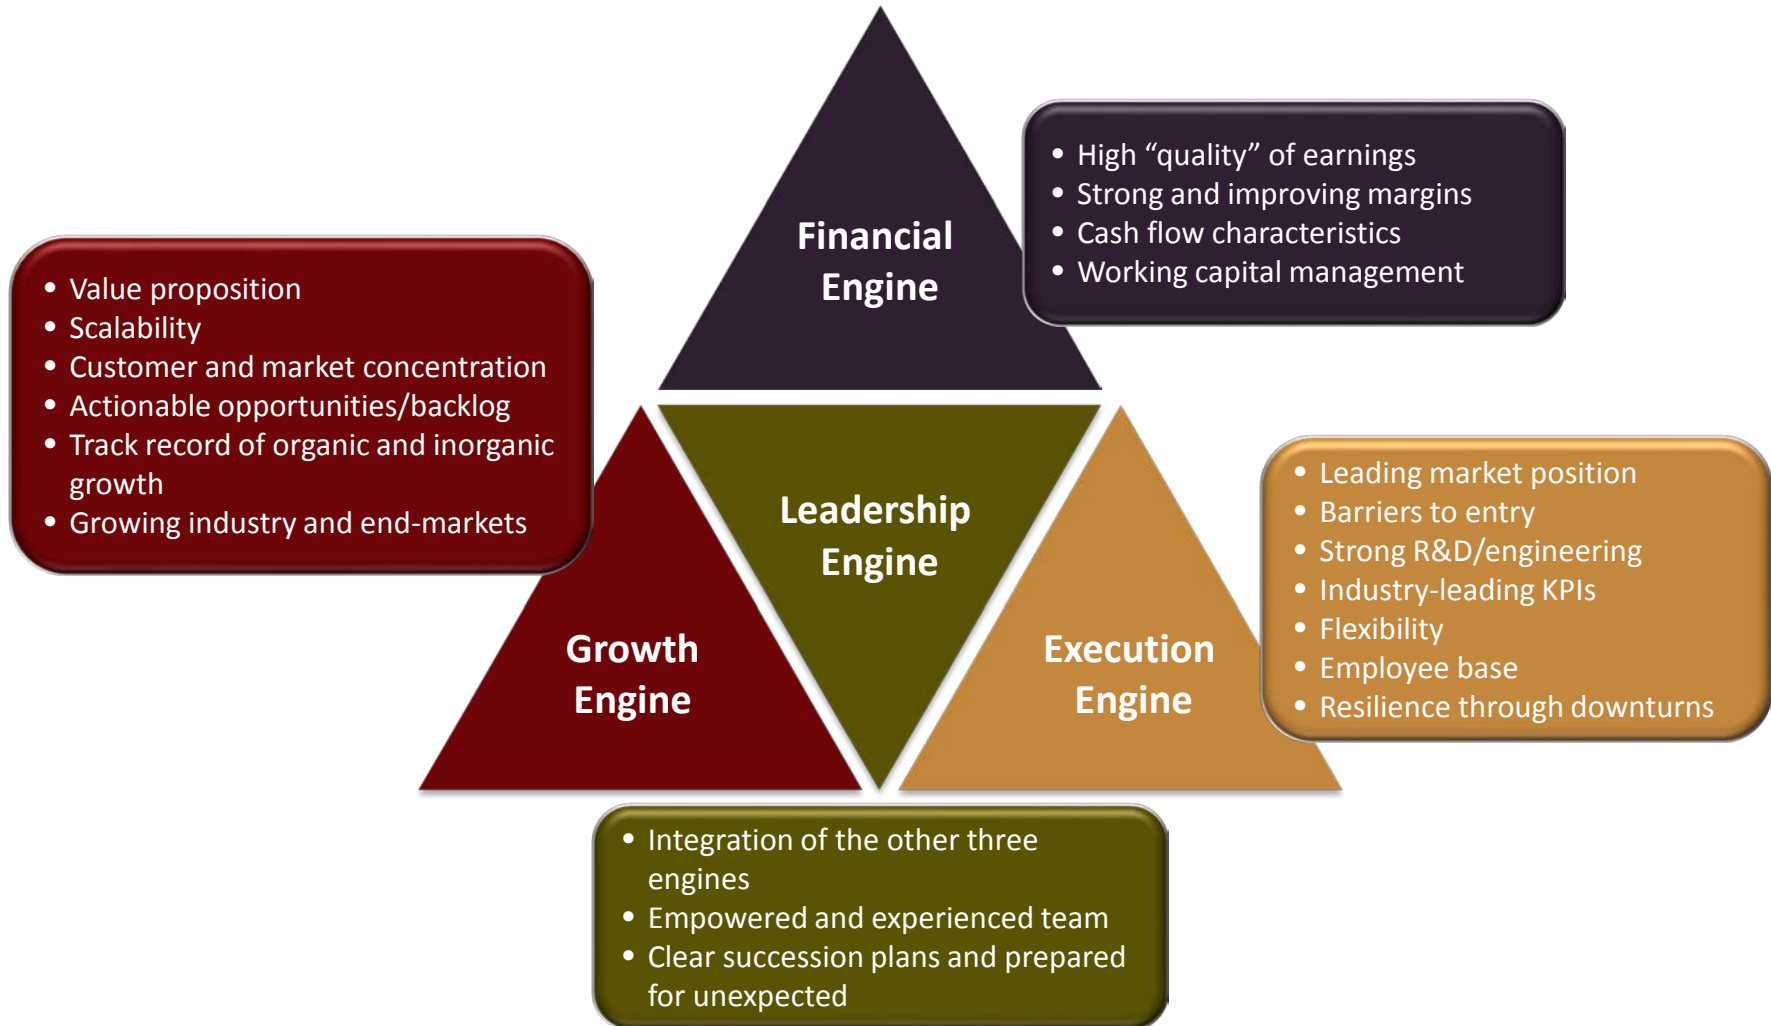 Financial
Engine
• High “quality” of earnings
• Strong and improving margins
• Cash flow characteristics
• Working capital management
• Value proposition
• Scalability
• Customer and market concentration
• Actionable opportunities/backlog
• Track record of organic and inorganic
growth
• Growing industry and end-markets
Leadership
Engine
Growth
Engine
Execution
Engine
• Leading market position
• Barriers to entry
• Strong R&D/engineering
• Industry-leading KPIs
• Flexibility
• Employee base
• Resilience through downturns
• Integration of the other three
engines
• Empowered and experienced team
• Clear succession plans and prepared
for unexpected